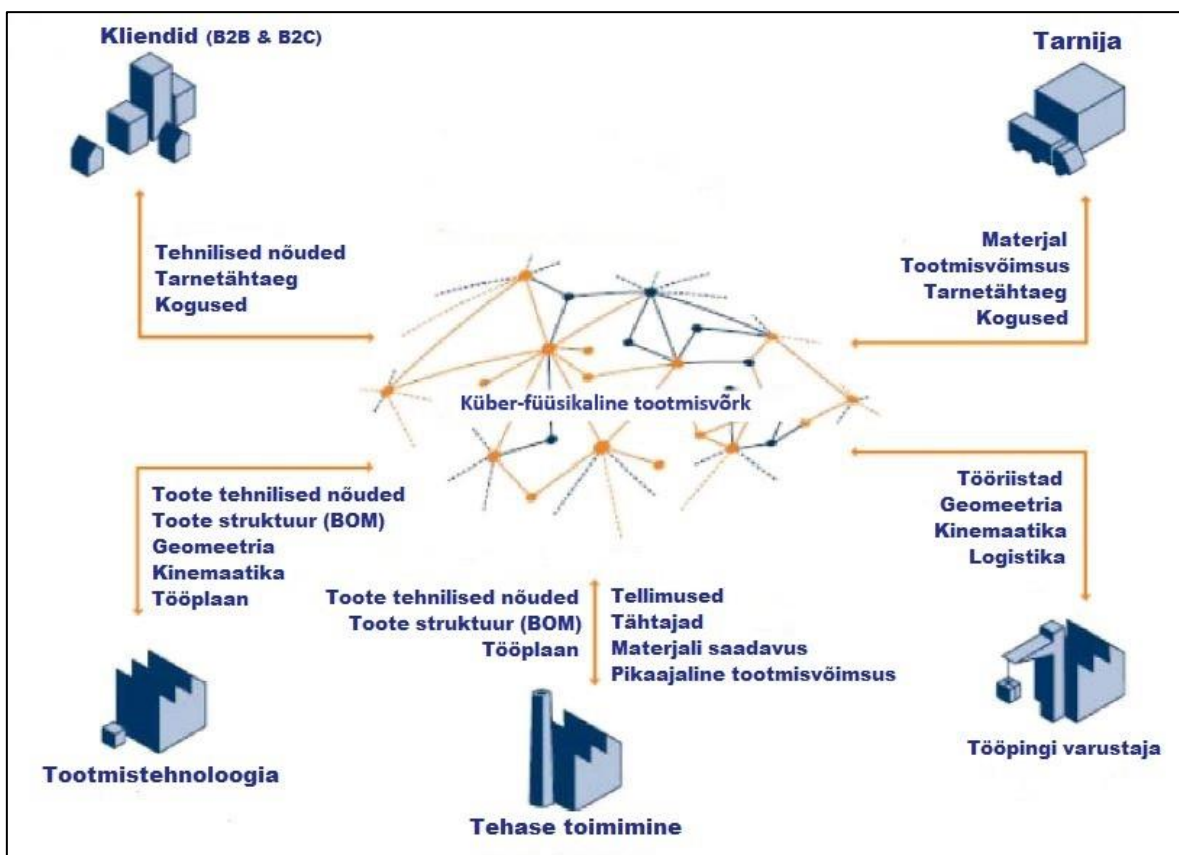 Kliendid (B2B & B2C)
Tarnija
Tehnilised nõuded
Tarnetähtaeg
Kogused
Materjal
Tootmisvõimsus
Tarnetähtaeg
Kogused
Küber-füüsikaline tootmisvõrk
Toote tehnilised nõuded
Toote struktuur (BOM)
Geomeetria
Kinemaatika
Tööplaan
Tööriistad
Geomeetria
Kinemaatika
Logistika
Toote tehnilised nõuded
Toote struktuur (BOM)
Tööplaan
Tellimused
Tähtajad
Materjali saadavus
Pikaajaline tootmisvõimsus
Tootmistehnoloogia
Tehase toimimine
Tööpingi varustaja